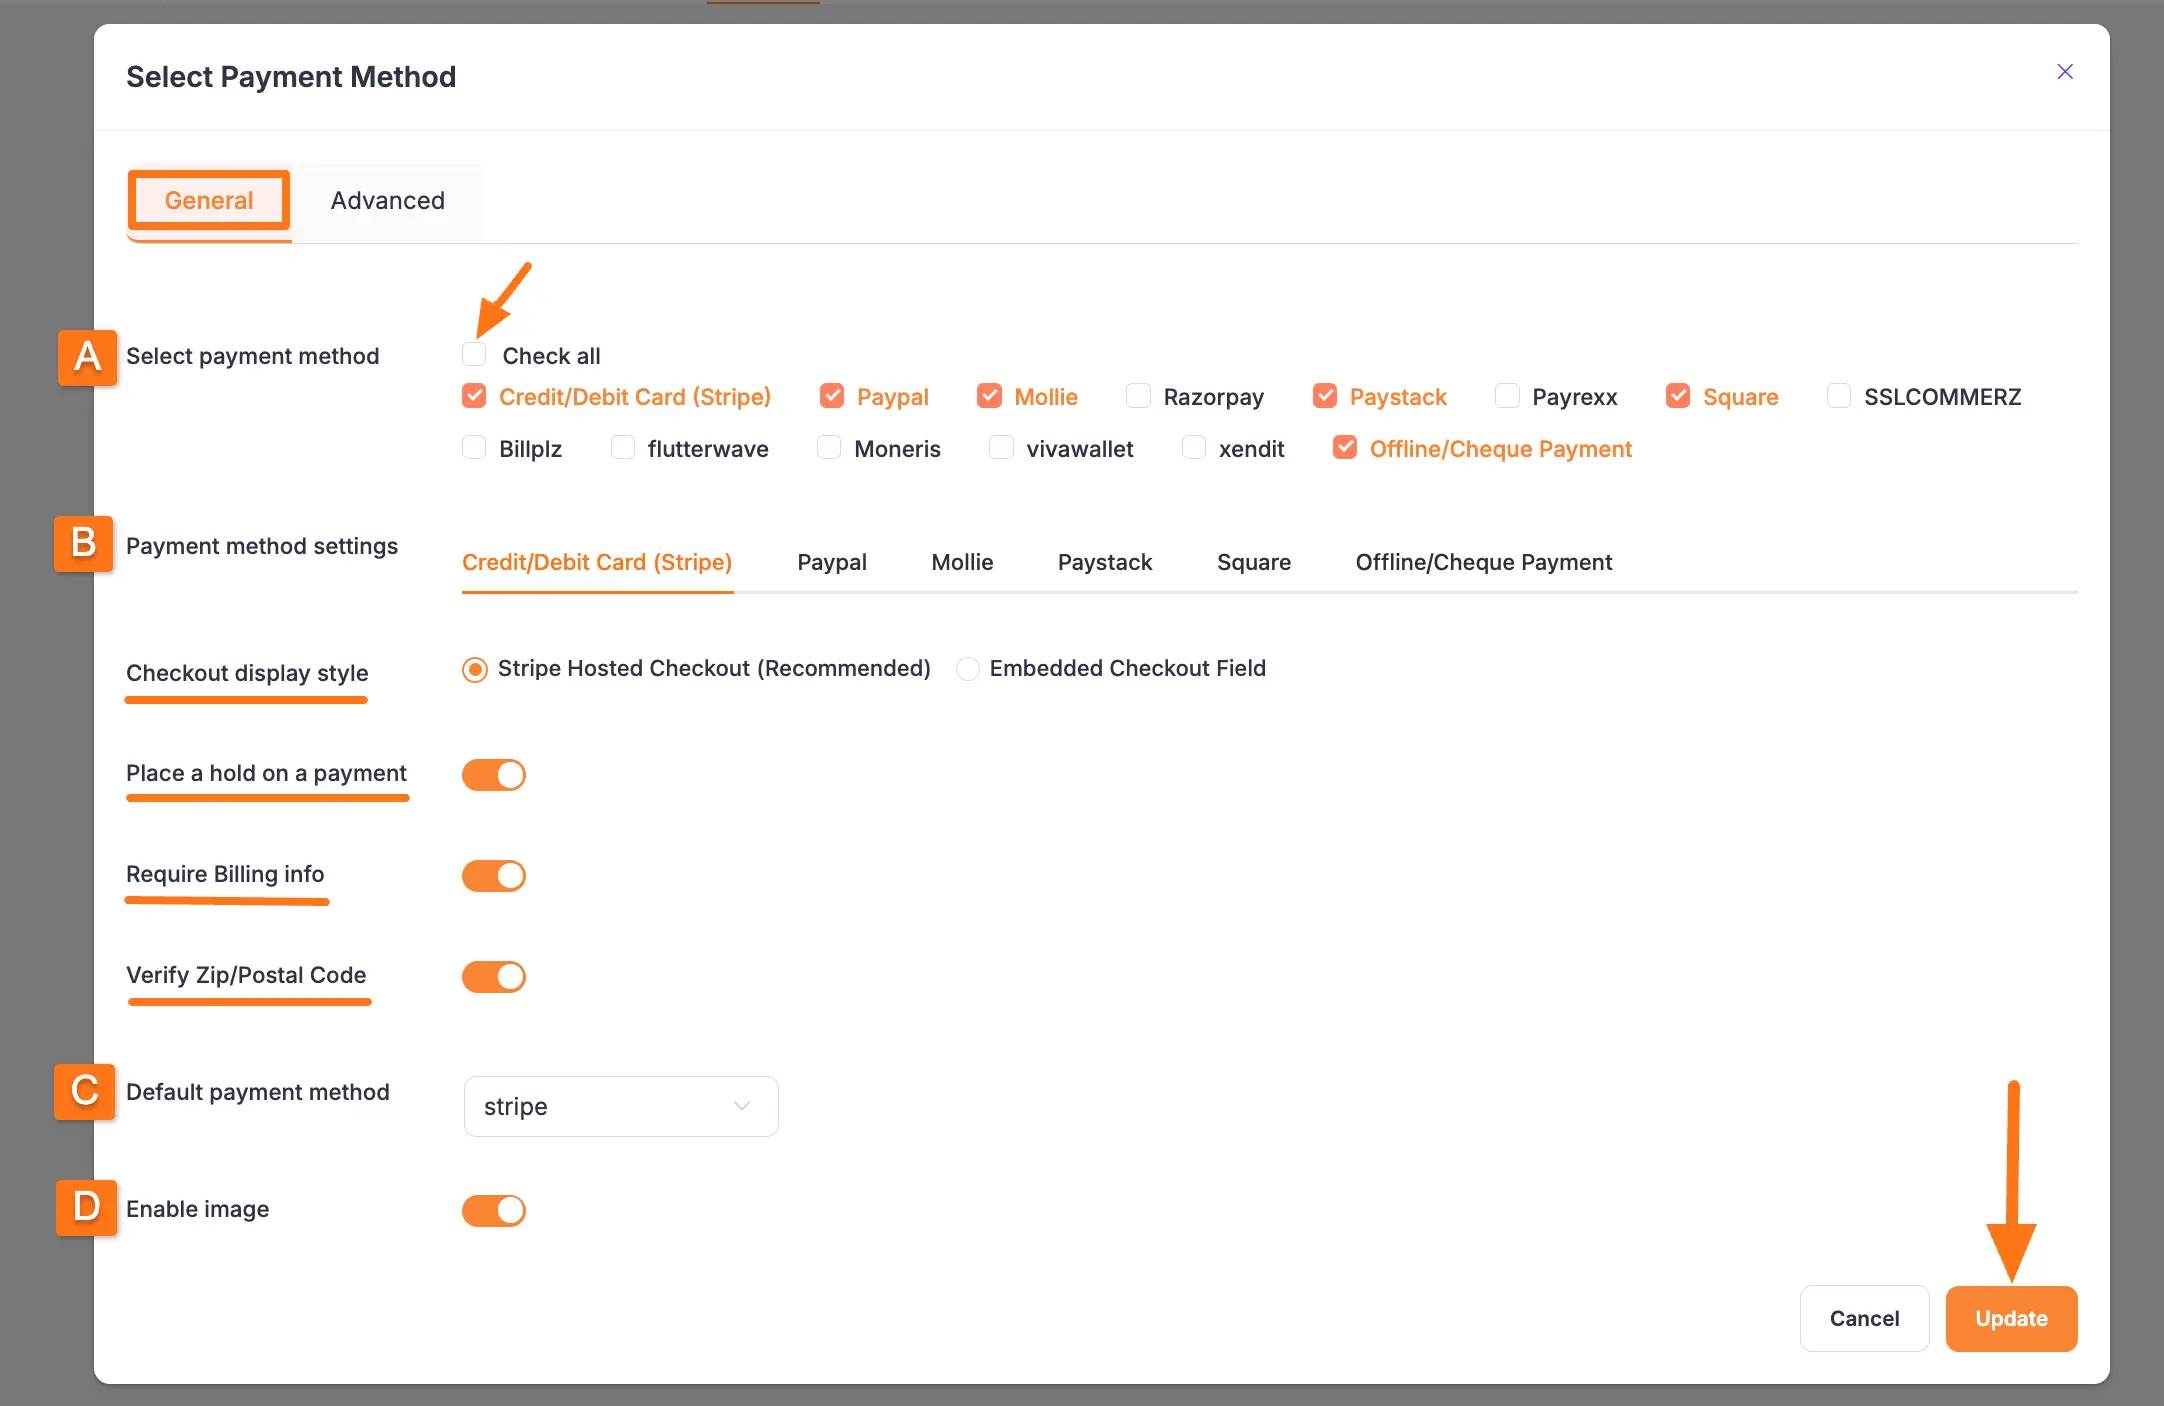 Select Payment Method
General Advanced
A Select payment method Check all
Credit/Debit Card (Stripe) Paypal Mollie Razorpay Paystack Payrexx Square SSLCOMMERZ
Billplz flutterwave Moneris vivawallet xendit Offline/Cheque Payment
B Payment method settings Credit/Debit Card (Stripe) Paypal Mollie Paystack Square Offline/Cheque Payment
Checkout display style Stripe Hosted Checkout (Recommended) Embedded Checkout Field
Place a hold on a payment
Require Billing info
Verify Zip/Postal Code
C Default payment method stripe
D Enable image
Cancel Update